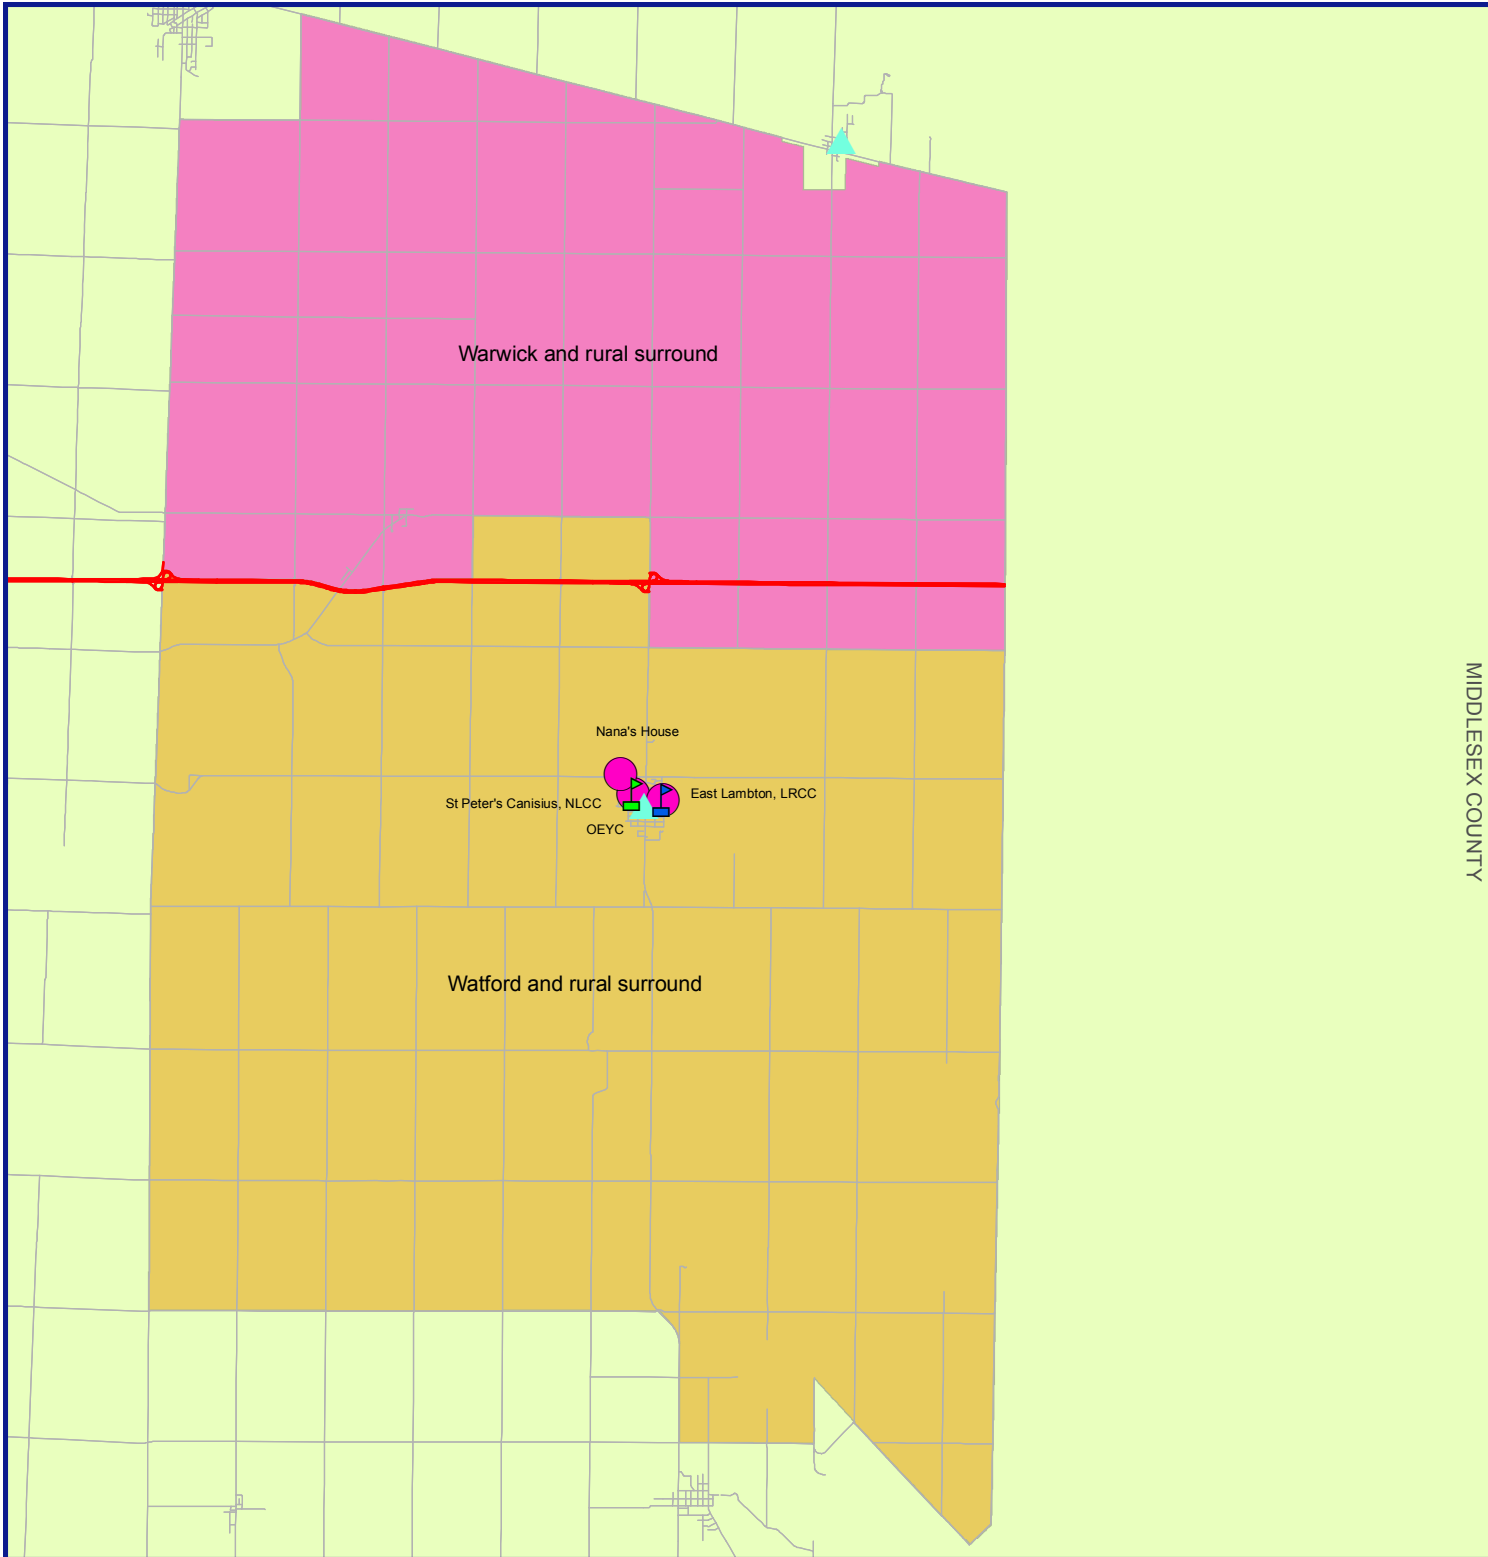 Warwick and rural surround
MIDDLESEX COUNTY
Nana's House
East Lambton, LRCC
St Peter's Canisius, NLCC
OEYC
Watford and rural surround